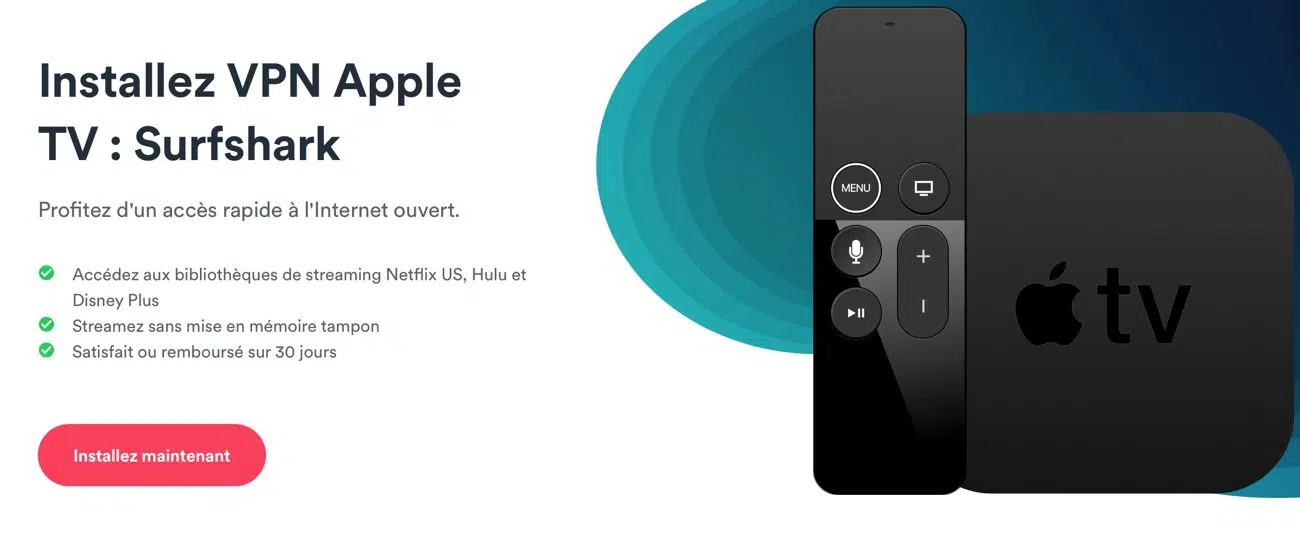 Installez VPN Apple
TV : Surfshark
Profitez d'un accès rapide à l'Internet ouvert.
Accédez aux bibliothèques de streaming Netflix US, Hulu et
Disney Plus
Streamez sans mise en mémoire tampon
Satisfait ou remboursé sur 30 jours
Installez maintenant
MENU
tv